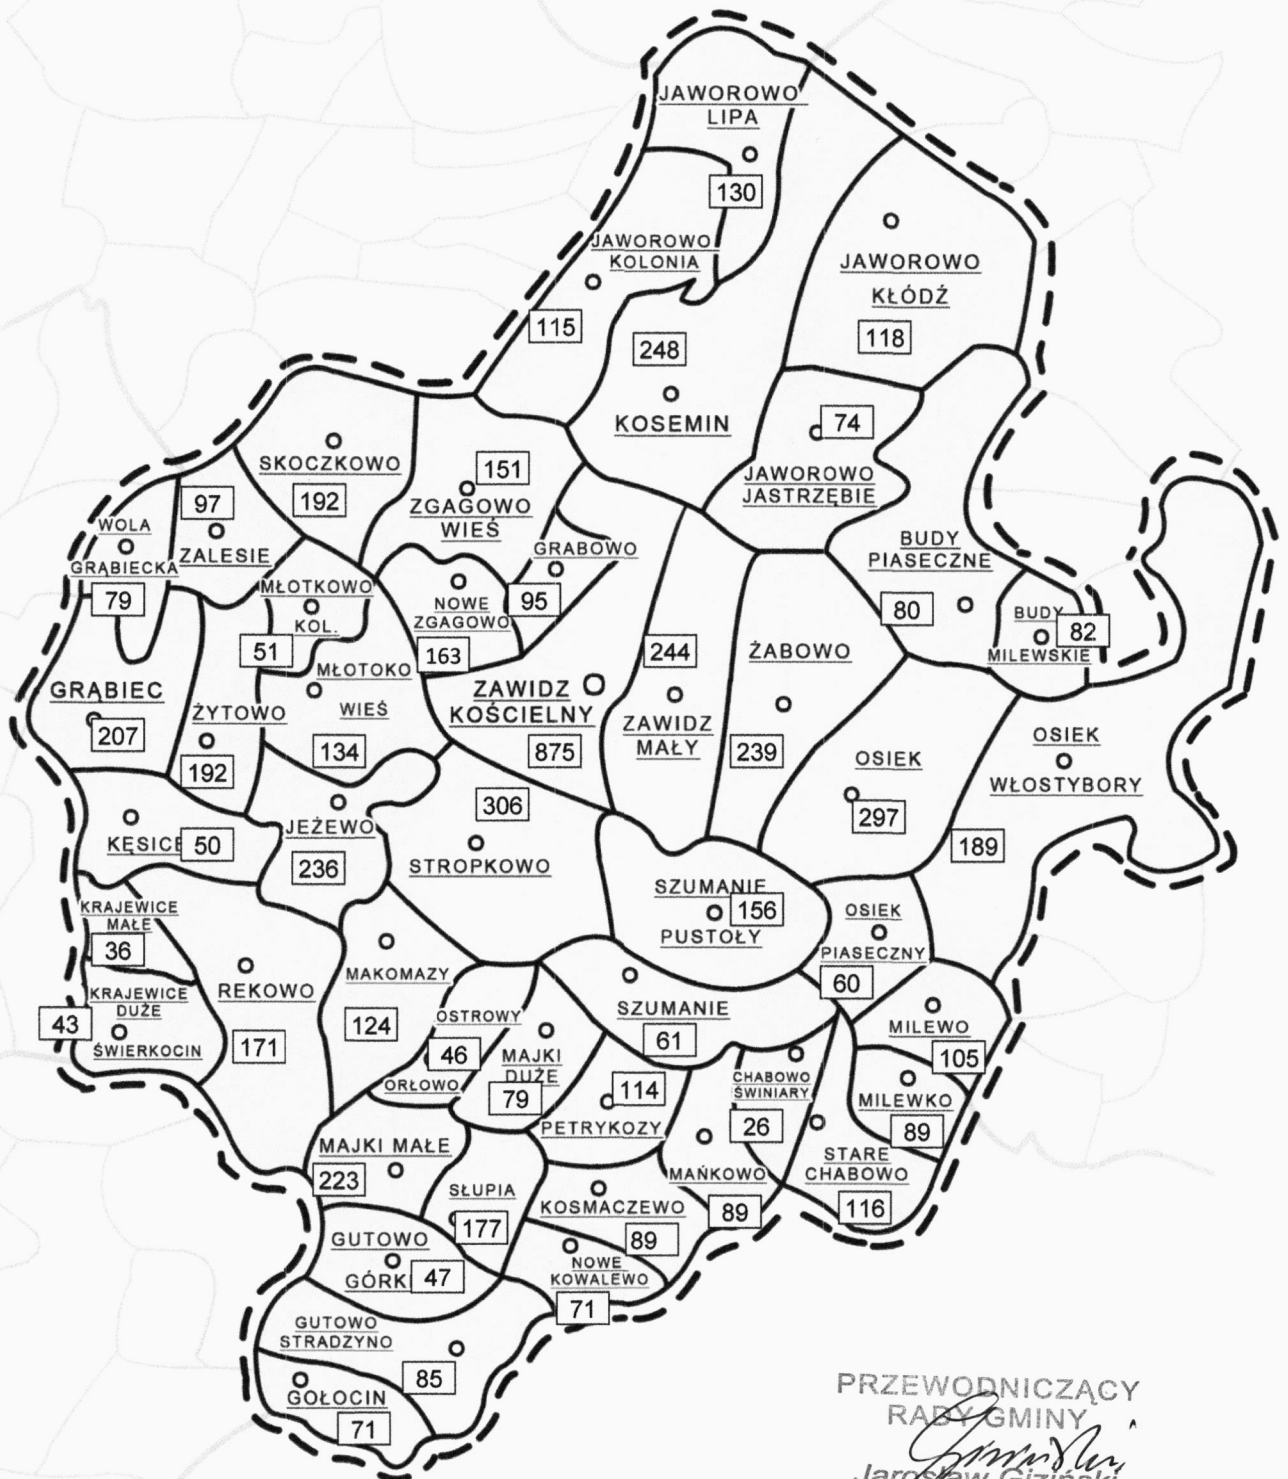 JAWOROWO
LIPA
130
JAWOROWO
KOLONIA
115
JAWOROWO
KŁÓDŹ
118
248
KOSEMIN
74
JAWOROWO
JASTRZĘBIE
SKOCZKOWO
192
151
ZGAGOWO
WIEŚ
97
ZALESIE
WOLA
GRĄBIECKA
79
GRABOWO
95
BUDY
PIASECZNE
80
BUDY
82
MILEWSKIE
MŁOTKOWO
KOL.
51
NOWE
ZGAGOWO
163
MŁOTOKO
WIEŚ
134
GRĄBIEC
207
ŻYTOWO
192
ZAWIDZ
KOŚCIELNY
875
244
ZAWIDZ
MAŁY
ŻABOWO
239
OSIEK
297
OSIEK
WŁOSTYBORY
189
KĘSICE
50
JEŻEWO
236
306
STROPKOWO
SZUMANIE
156
PUSTOŁY
OSIEK
PIASECZNY
60
KRAJEWICE
MAŁE
36
KRAJEWICE
DUŻE
43
ŚWIERKOCIN
REKOWO
171
MAKOMAZY
124
OSTROWY
46
ORŁOWO
SZUMANIE
61
MAJKI
DUŻE
79
114
PETRYKOZY
CHABOWO
ŚWINIARY
26
MILEWO
105
MILEWKO
89
STARE
CHABOWO
116
MAŃKOWO
89
MAJKI MAŁE
223
SŁUPIA
177
KOSMACZEWO
89
NOWE
KOWALEWO
71
GUTOWO
GÓRKI
47
GUTOWO
STRADZYNO
85
GOŁOCIN
71
PRZEWODNICZĄCY
RADY GMINY
Jarosław Giziński